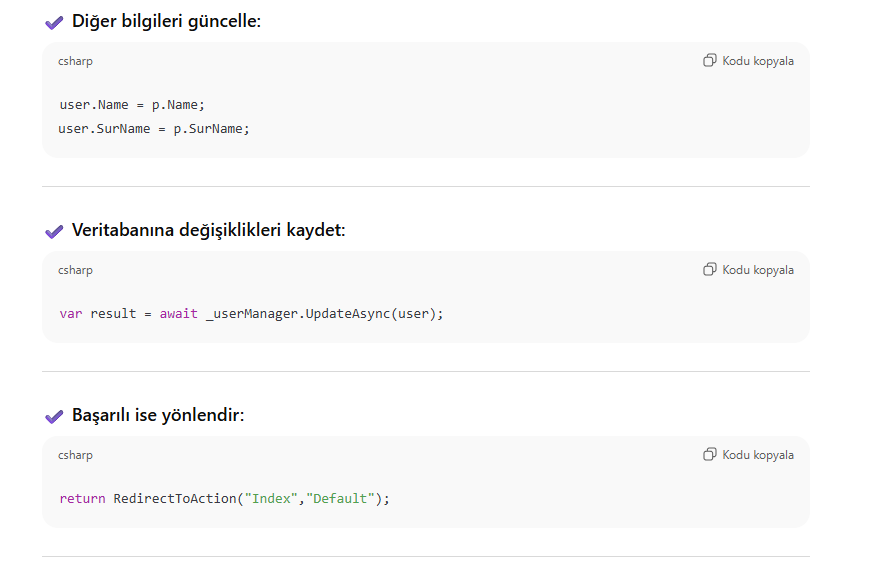 Diğer bilgileri güncelle:
csharp
Kodu kopyala
user.Name = p.Name;
user.SurName = p.SurName;
Veritabanına değişiklikleri kaydet:
csharp
Kodu kopyala
var result = await _userManager.UpdateAsync(user);
Başarılı ise yönlendir:
csharp
Kodu kopyala
return RedirectToAction("Index","Default");